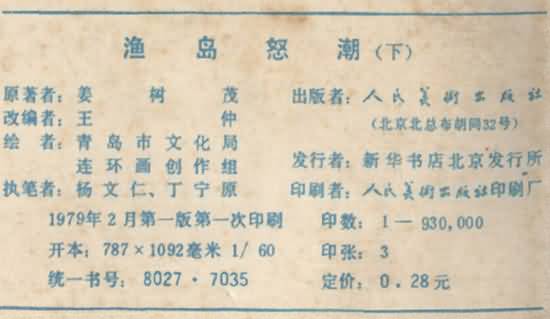 渔岛怒潮（下）
原著者：姜树茂
改编者：王仲
绘者：青岛市文化局
连环画创作组
执笔者：杨文仁、丁宁原
1979年2月第一版第一次印刷
开本：787×1092毫米 1/60
统一书号：8027·7035
出版者：人民美术出版社
（北京北总布胡同32号）
发行者：新华书店北京发行所
印刷者：人民美术出版社印刷厂
印数：1—930,000
印张：3
定价：0.28元